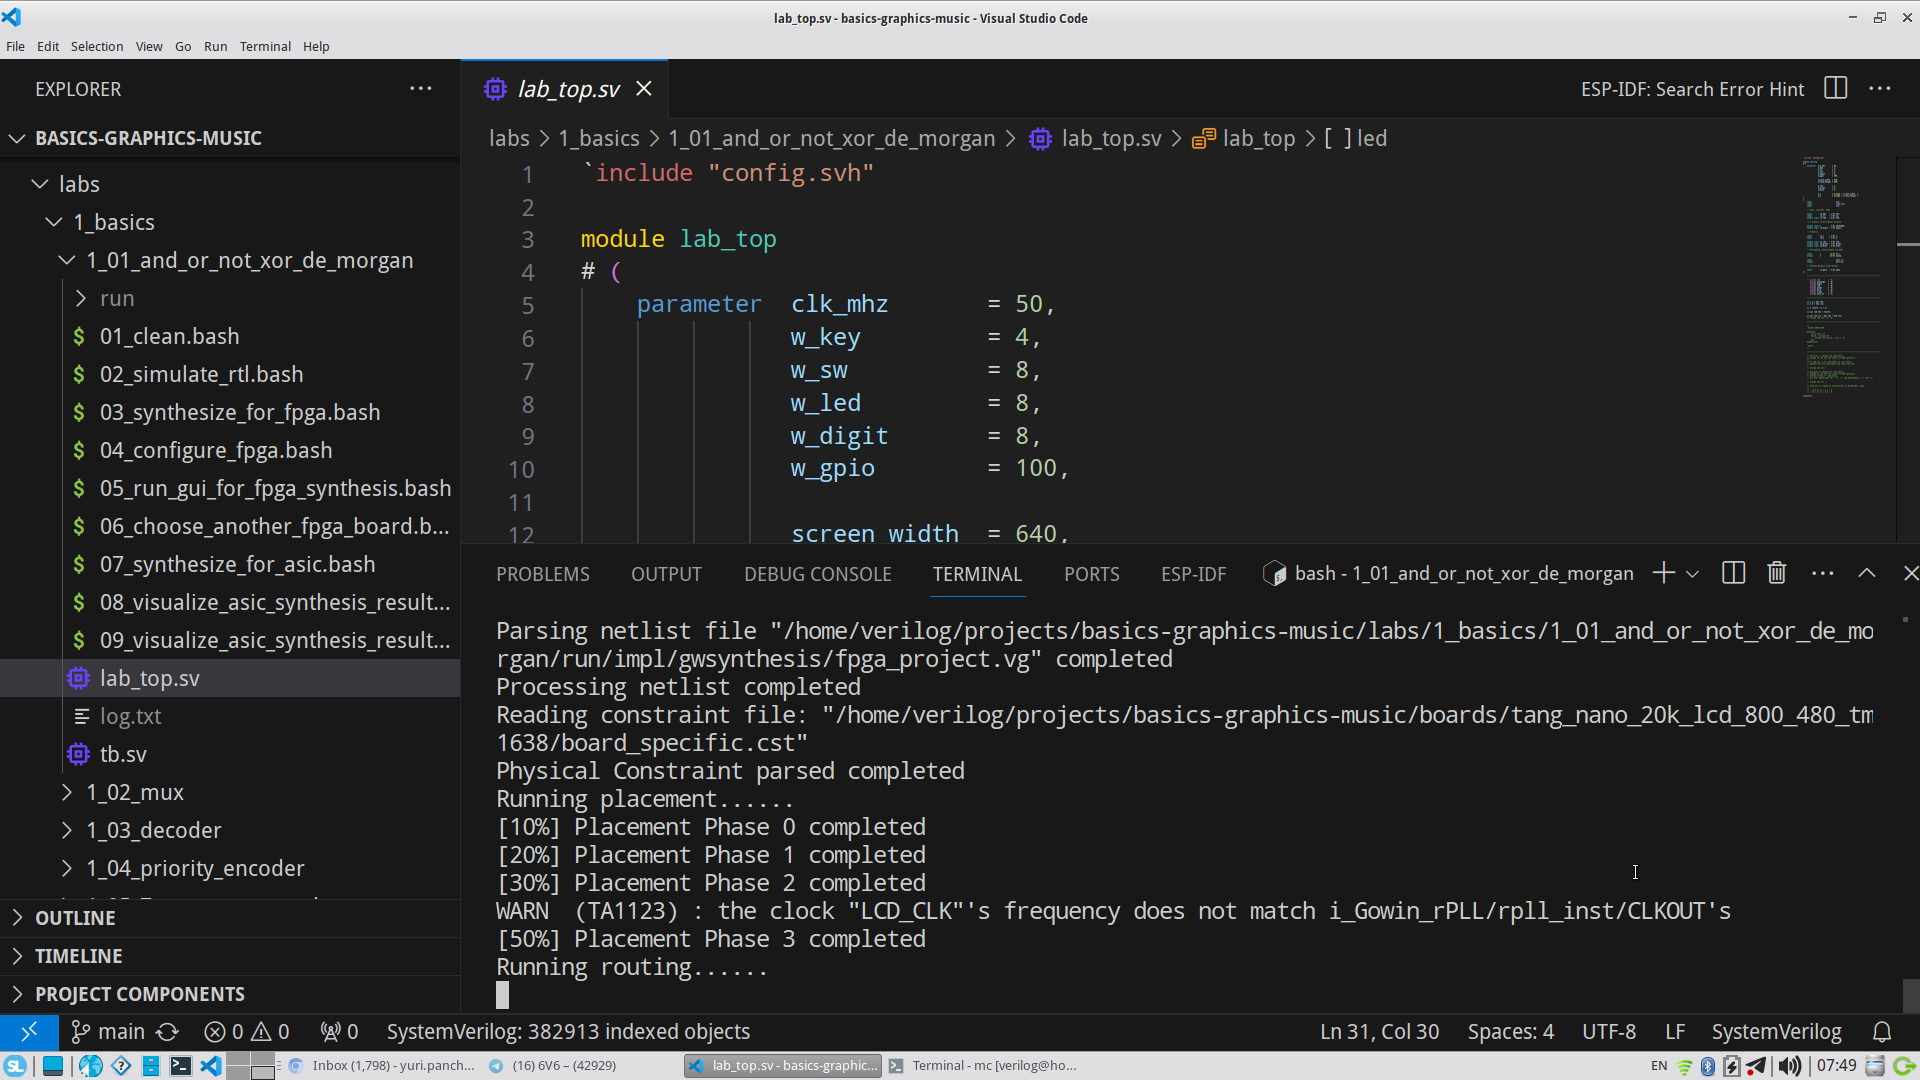 lab_top.sv - basics-graphics-music - Visual Studio Code
File Edit Selection View Go Run Terminal Help
EXPLORER
BASICS-GRAPHICS-MUSIC
labs
1_basics
1_01_and_or_not_xor_de_morgan
run
$ 01_clean.bash
$ 02_simulate_rtl.bash
$ 03_synthesize_for_fpga.bash
$ 04_configure_fpga.bash
$ 05_run_gui_for_fpga_synthesis.bash
$ 06_choose_another_fpga_board.b...
$ 07_synthesize_for_asic.bash
$ 08_visualize_asic_synthesis_result...
$ 09_visualize_asic_synthesis_result...
lab_top.sv
log.txt
tb.sv
1_02_mux
1_03_decoder
1_04_priority_encoder
OUTLINE
TIMELINE
PROJECT COMPONENTS
lab_top.sv
ESP-IDF: Search Error Hint
labs > 1_basics > 1_01_and_or_not_xor_de_morgan > lab_top.sv > lab_top > [ ] led
1 `include "config.svh"
2
3 module lab_top
4 # (
5 parameter clk_mhz = 50,
6 w_key = 4,
7 w_sw = 8,
8 w_led = 8,
9 w_digit = 8,
10 w_gpio = 100,
11
12 screen_width = 640,
PROBLEMS OUTPUT DEBUG CONSOLE TERMINAL PORTS ESP-IDF bash - 1_01_and_or_not_xor_de_morgan
Parsing netlist file "/home/verilog/projects/basics-graphics-music/labs/1_basics/1_01_and_or_not_xor_de_mo
rgan/run/impl/gwsynthesis/fpga_project.vg" completed
Processing netlist completed
Reading constraint file: "/home/verilog/projects/basics-graphics-music/boards/tang_nano_20k_lcd_800_480_tm
1638/board_specific.cst"
Physical Constraint parsed completed
Running placement......
[10%] Placement Phase 0 completed
[20%] Placement Phase 1 completed
[30%] Placement Phase 2 completed
WARN  (TA1123) : the clock "LCD_CLK"'s frequency does not match i_Gowin_rPLL/rpll_inst/CLKOUT's
[50%] Placement Phase 3 completed
Running routing......
main 0 0 0 SystemVerilog: 382913 indexed objects Ln 31, Col 30 Spaces: 4 UTF-8 LF SystemVerilog
SL Inbox (1,798) - yuri.panch... (16) 6V6 – (42929) lab_top.sv - basics-graphic... Terminal - mc [verilog@ho... EN 07:49